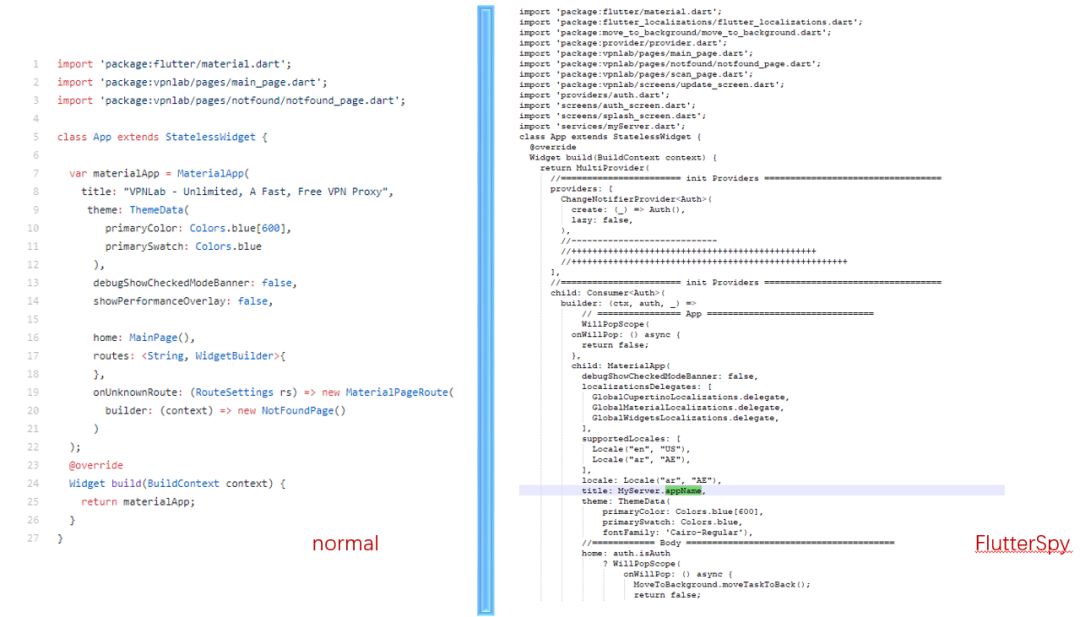 1 import 'package:flutter/material.dart';
2 import 'package:vpnlab/pages/main_page.dart';
3 import 'package:vpnlab/pages/notfound/notfound_page.dart';
4
5 class App extends StatelessWidget {
6
7 var materialApp = MaterialApp(
8 title: "VPNLab - Unlimited, A Fast, Free VPN Proxy",
9 theme: ThemeData(
10 primaryColor: Colors.blue[600],
11 primarySwatch: Colors.blue
12 ),
13 debugShowCheckedModeBanner: false,
14 showPerformanceOverlay: false,
15
16 home: MainPage(),
17 routes: <String, WidgetBuilder>{
18 },
19 onUnknownRoute: (RouteSettings rs) => new MaterialPageRoute(
20 builder: (context) => new NotFoundPage()
21 )
22 );
23 @override
24 Widget build(BuildContext context) {
25 return materialApp;
26 }
27 }
normal
import 'package:flutter/material.dart';
import 'package:flutter_localizations/flutter_localizations.dart';
import 'package:move_to_background/move_to_background.dart';
import 'package:provider/provider.dart';
import 'package:vpnlab/pages/main_page.dart';
import 'package:vpnlab/pages/notfound/notfound_page.dart';
import 'package:vpnlab/pages/scan_page.dart';
import 'package:vpnlab/screens/update_screen.dart';
import 'providers/auth.dart';
import 'screens/auth_screen.dart';
import 'screens/splash_screen.dart';
import 'services/myServer.dart';
class App extends StatelessWidget {
@override
Widget build(BuildContext context) {
return MultiProvider(
//======================= init Providers ==================================
providers: [
ChangeNotifierProvider<Auth>(
create: (_) => Auth(),
lazy: false,
),
//----------------------------
//+++++++++++++++++++++++++++++++++++++++++++++++
//+++++++++++++++++++++++++++++++++++++++++++++++++++++
],
//======================= init Providers ==================================
child: Consumer<Auth>(
builder: (ctx, auth, _) =>
// ================ App ================================
WillPopScope(
onWillPop: () async {
return false;
},
child: MaterialApp(
debugShowCheckedModeBanner: false,
localizationsDelegates: [
GlobalCupertinoLocalizations.delegate,
GlobalMaterialLocalizations.delegate,
GlobalWidgetsLocalizations.delegate,
],
supportedLocales: [
Locale("en", "US"),
Locale("ar", "AE"),
],
locale: Locale("ar", "AE"),
title: MyServer.appName,
theme: ThemeData(
primaryColor: Colors.blue[600],
primarySwatch: Colors.blue,
fontFamily: 'Cairo-Regular'),
//============ Body ========================================
home: auth.isAuth
? WillPopScope(
onWillPop: () async {
MoveToBackground.moveTaskToBack();
return false;
FlutterSpy